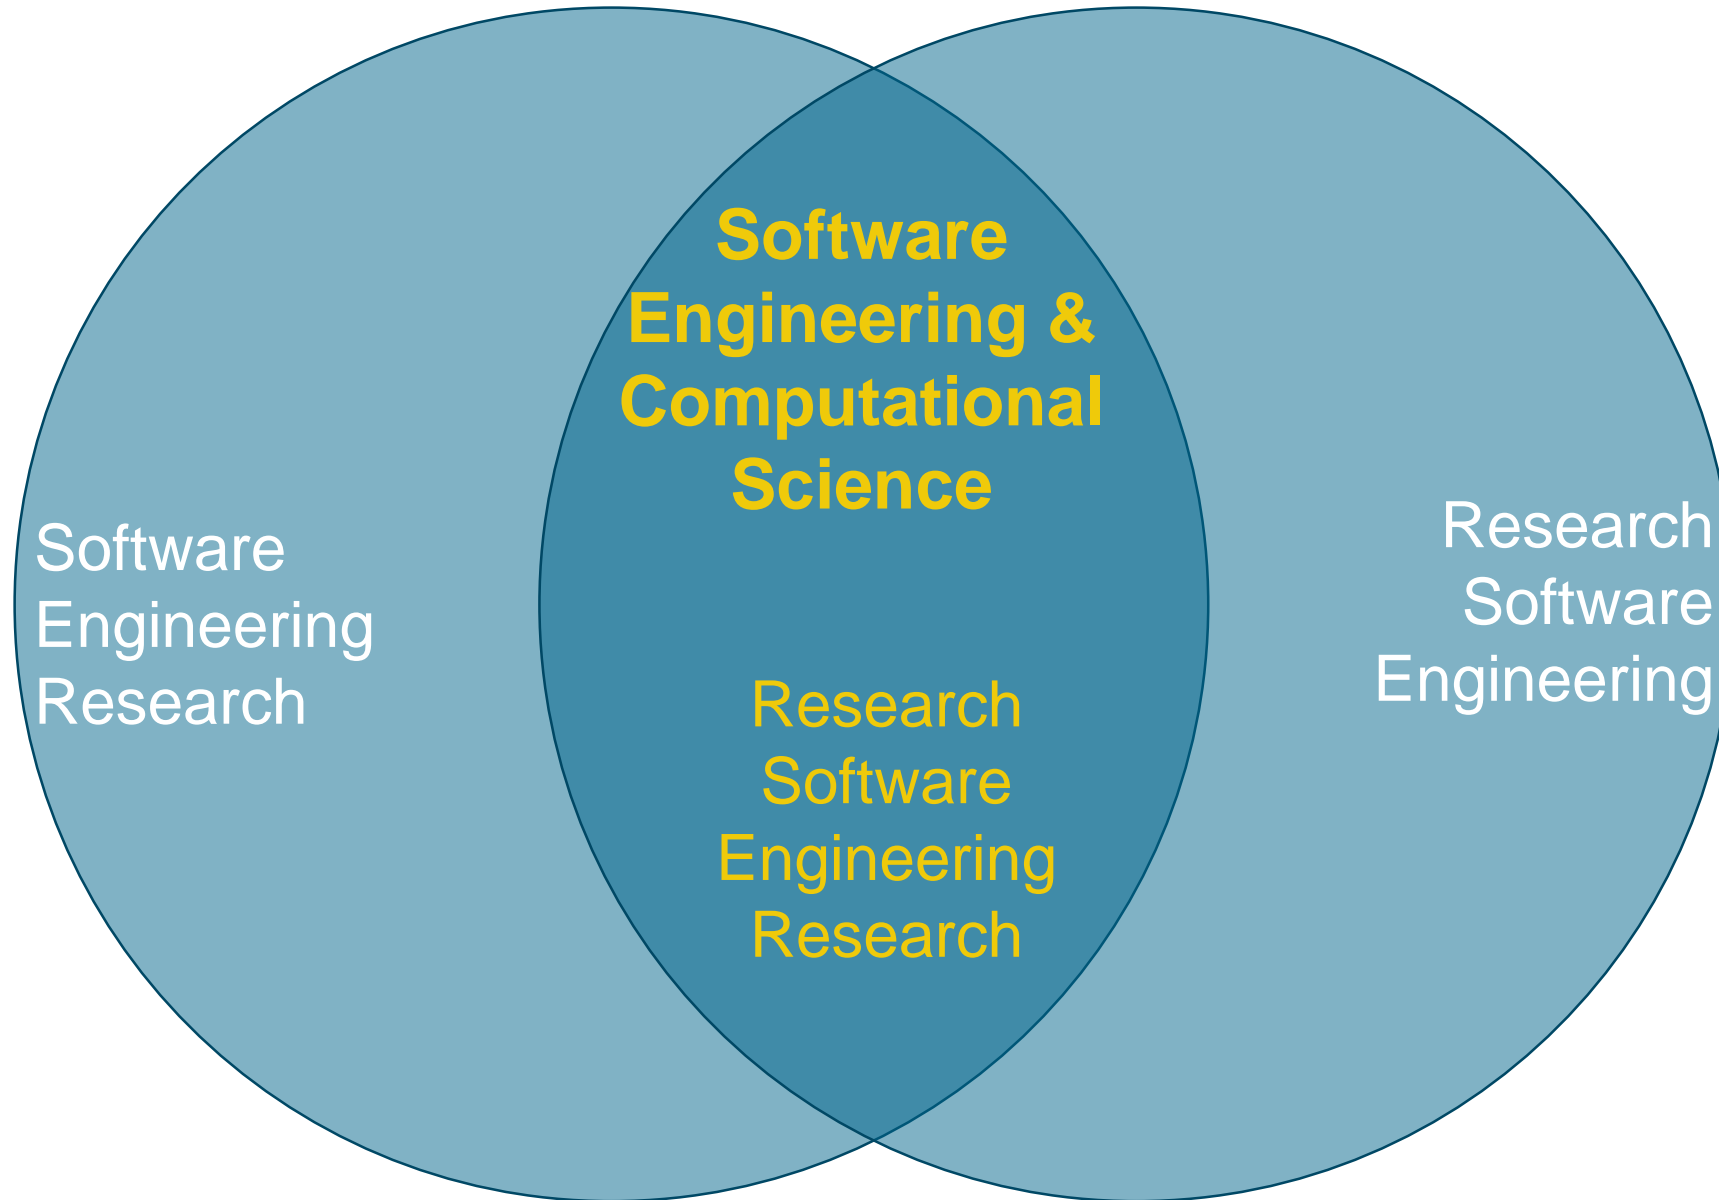 Software
Engineering
Research
Software
Engineering &
Computational
Science
Research
Software
Engineering
Research
Research
Software
Engineering